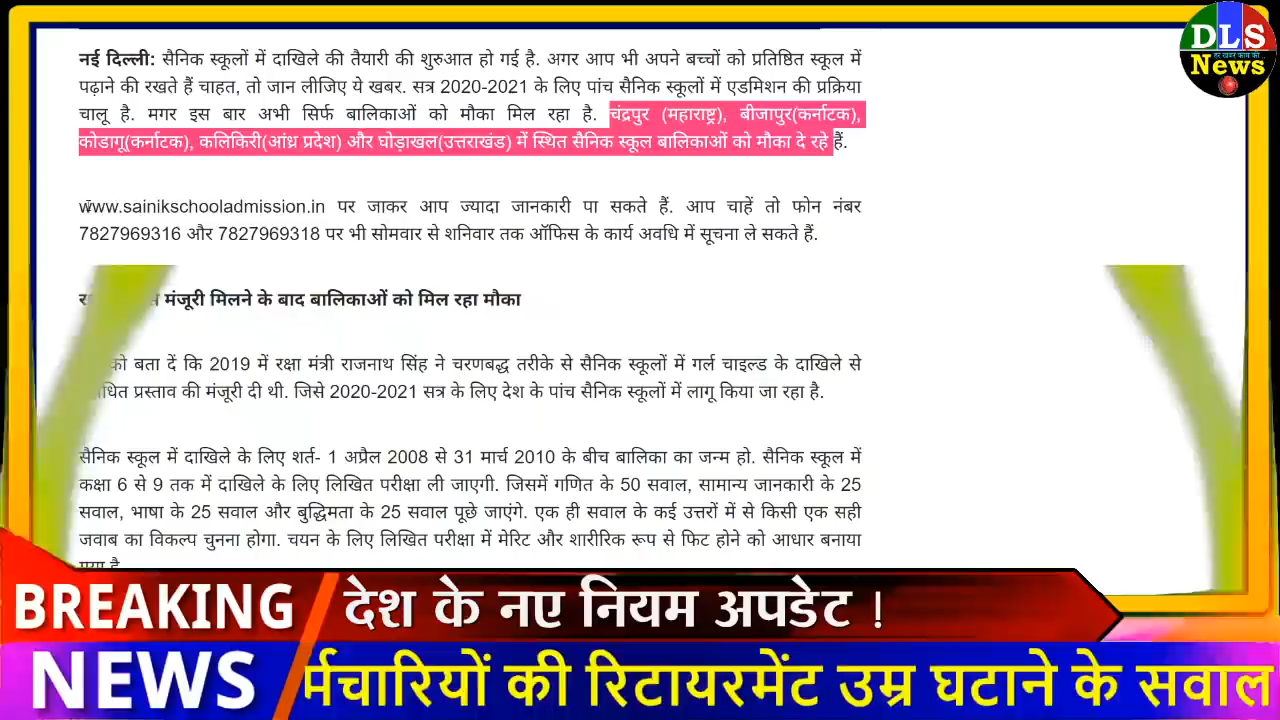 DLS
हर खबर काम की...
News
नई दिल्ली: सैनिक स्कूलों में दाखिले की तैयारी की शुरुआत हो गई है. अगर आप भी अपने बच्चों को प्रतिष्ठित स्कूल में
पढ़ाने की रखते हैं चाहत, तो जान लीजिए ये खबर. सत्र 2020-2021 के लिए पांच सैनिक स्कूलों में एडमिशन की प्रक्रिया
चालू है. मगर इस बार अभी सिर्फ बालिकाओं को मौका मिल रहा है. चंद्रपुर (महाराष्ट्र), बीजापुर(कर्नाटक),
कोडागू(कर्नाटक), कलिकिरी(आंध्र प्रदेश) और घोड़ाखल(उत्तराखंड) में स्थित सैनिक स्कूल बालिकाओं को मौका दे रहे हैं.
www.sainikschooladmission.in पर जाकर आप ज्यादा जानकारी पा सकते हैं. आप चाहें तो फोन नंबर
7827969316 और 7827969318 पर भी सोमवार से शनिवार तक ऑफिस के कार्य अवधि में सूचना ले सकते हैं.
मंजूरी मिलने के बाद बालिकाओं को मिल रहा मौका
को बता दें कि 2019 में रक्षा मंत्री राजनाथ सिंह ने चरणबद्ध तरीके से सैनिक स्कूलों में गर्ल चाइल्ड के दाखिले से
प्रस्ताव की मंजूरी दी थी. जिसे 2020-2021 सत्र के लिए देश के पांच सैनिक स्कूलों में लागू किया जा रहा है.
सैनिक स्कूल में दाखिले के लिए शर्त- 1 अप्रैल 2008 से 31 मार्च 2010 के बीच बालिका का जन्म हो. सैनिक स्कूल में
कक्षा 6 से 9 तक में दाखिले के लिए लिखित परीक्षा ली जाएगी. जिसमें गणित के 50 सवाल, सामान्य जानकारी के 25
सवाल, भाषा के 25 सवाल और बुद्धिमता के 25 सवाल पूछे जाएंगे. एक ही सवाल के कई उत्तरों में से किसी एक सही
जवाब का विकल्प चुनना होगा. चयन के लिए लिखित परीक्षा में मेरिट और शारीरिक रूप से फिट होने को आधार बनाया
BREAKING देश के नए नियम अपडेट !
NEWS र्मचारियों की रिटायरमेंट उम्र घटाने के सवाल